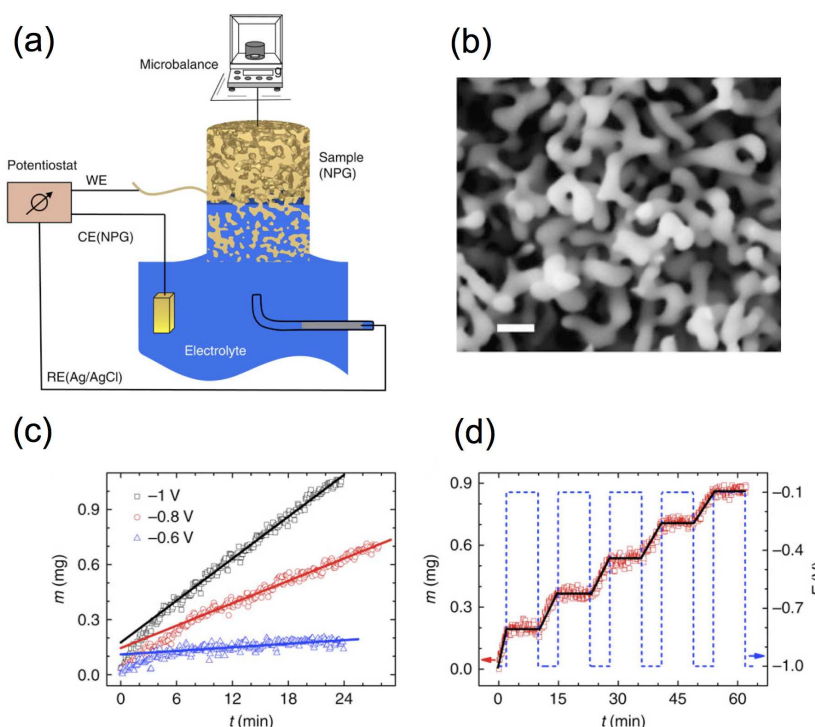 (a)
Microbalance
Potentiostat
WE
Sample
(NPG)
CE(NPG)
Electrolyte
RE(Ag/AgCl)
(b)
(c)
m (mg)
0.9
0.6
0.3
0.0
−1 V
−0.8 V
−0.6 V
0 6 12 18 24
t (min)
(d)
m (mg)
0.9
0.6
0.3
0.0
0 15 30 45 60
t (min)
−0.1
−0.4
−0.7
−1.0